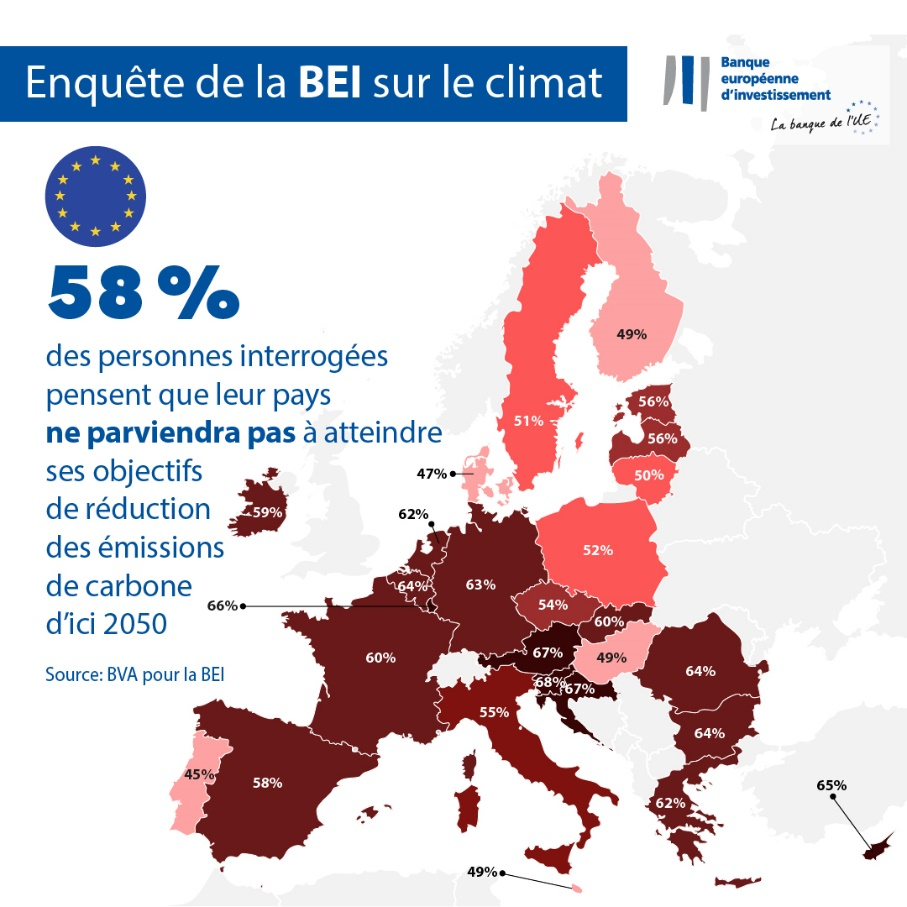 Enquête de la BEI sur le climat
Banque
européenne
d'investissement
La banque de l'UE
58 %
des personnes interrogées
pensent que leur pays
ne parviendra pas à atteindre
ses objectifs
de réduction
des émissions
de carbone
d'ici 2050
Source: BVA pour la BEI
49%
51%
56%
56%
50%
47%
62%
59%
52%
64%
63%
66%
54%
60%
60%
67%
49%
68%
67%
64%
55%
64%
45%
58%
62%
65%
49%